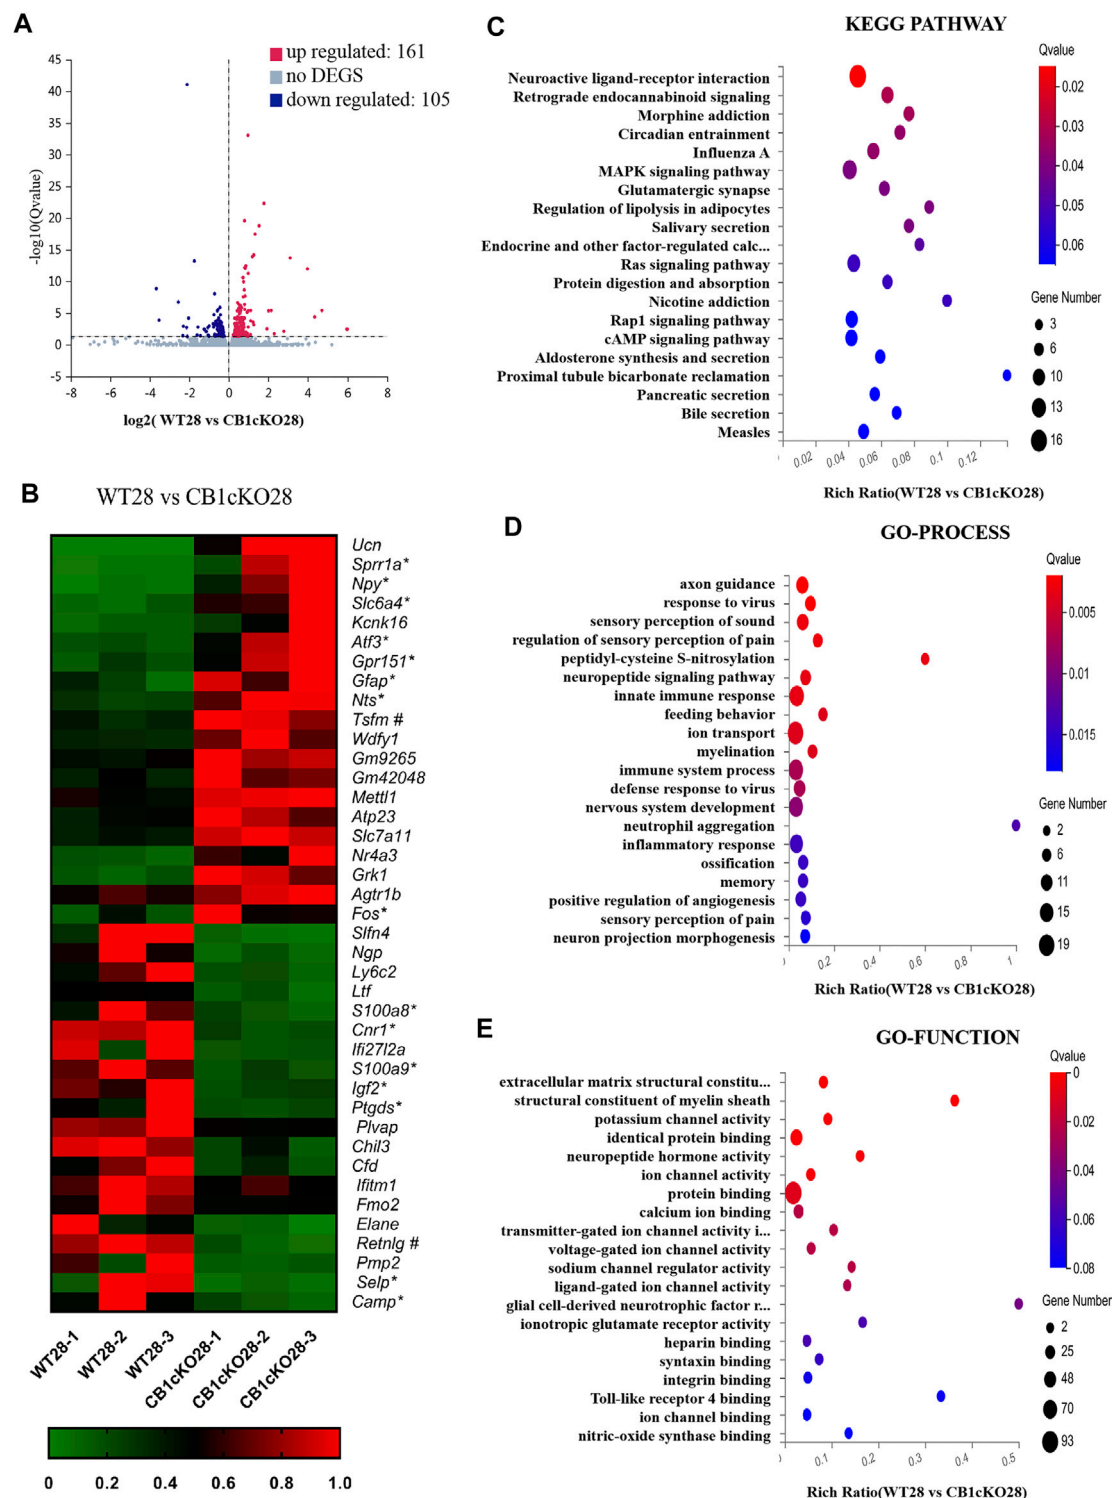 A
up regulated: 161
no DEGS
down regulated: 105
45
40
35
30
25
20
15
10
5
0
-5
-log10(Qvalue)
-8 -6 -4 -2 0 2 4 6 8
log2( WT28 vs CB1cKO28)
B
WT28 vs CB1cKO28
Ucn
Sprr1a*
Npy*
Slc6a4*
Kcnk16
Atf3*
Gpr151*
Gfap*
Nts*
Tsfm #
Wdfy1
Gm9265
Gm42048
Mettl1
Atp23
Slc7a11
Nr4a3
Grk1
Agtr1b
Fos*
Slfn4
Ngp
Ly6c2
Ltf
S100a8*
Cnr1*
Ifi27l2a
S100a9*
Igf2*
Ptgds*
Plvap
Chil3
Cfd
Ifitm1
Fmo2
Elane
Retnlg #
Pmp2
Selp*
Camp*
WT28-1
WT28-2
WT28-3
CB1cKO28-1
CB1cKO28-2
CB1cKO28-3
0 0.2 0.4 0.6 0.8 1.0
C
KEGG PATHWAY
Neuroactive ligand-receptor interaction
Retrograde endocannabinoid signaling
Morphine addiction
Circadian entrainment
Influenza A
MAPK signaling pathway
Glutamatergic synapse
Regulation of lipolysis in adipocytes
Salivary secretion
Endocrine and other factor-regulated calc...
Ras signaling pathway
Protein digestion and absorption
Nicotine addiction
Rap1 signaling pathway
cAMP signaling pathway
Aldosterone synthesis and secretion
Proximal tubule bicarbonate reclamation
Pancreatic secretion
Bile secretion
Measles
0.02 0.04 0.06 0.08 0.1 0.12
Rich Ratio(WT28 vs CB1cKO28)
Qvalue
0.02
0.03
0.04
0.05
0.06
Gene Number
3
6
10
13
16
D
GO-PROCESS
axon guidance
response to virus
sensory perception of sound
regulation of sensory perception of pain
peptidyl-cysteine S-nitrosylation
neuropeptide signaling pathway
innate immune response
feeding behavior
ion transport
myelination
immune system process
defense response to virus
nervous system development
neutrophil aggregation
inflammatory response
ossification
memory
positive regulation of angiogenesis
sensory perception of pain
neuron projection morphogenesis
0.2 0.4 0.6 0.8 1
Rich Ratio(WT28 vs CB1cKO28)
Qvalue
0.005
0.01
0.015
Gene Number
2
6
11
15
19
E
GO-FUNCTION
extracellular matrix structural constitu...
structural constituent of myelin sheath
potassium channel activity
identical protein binding
neuropeptide hormone activity
ion channel activity
protein binding
calcium ion binding
transmitter-gated ion channel activity i...
voltage-gated ion channel activity
sodium channel regulator activity
ligand-gated ion channel activity
glial cell-derived neurotrophic factor r...
ionotropic glutamate receptor activity
heparin binding
syntaxin binding
integrin binding
Toll-like receptor 4 binding
ion channel binding
nitric-oxide synthase binding
0.1 0.2 0.3 0.4 0.5
Rich Ratio(WT28 vs CB1cKO28)
Qvalue
0
0.02
0.04
0.06
0.08
Gene Number
2
25
48
70
93